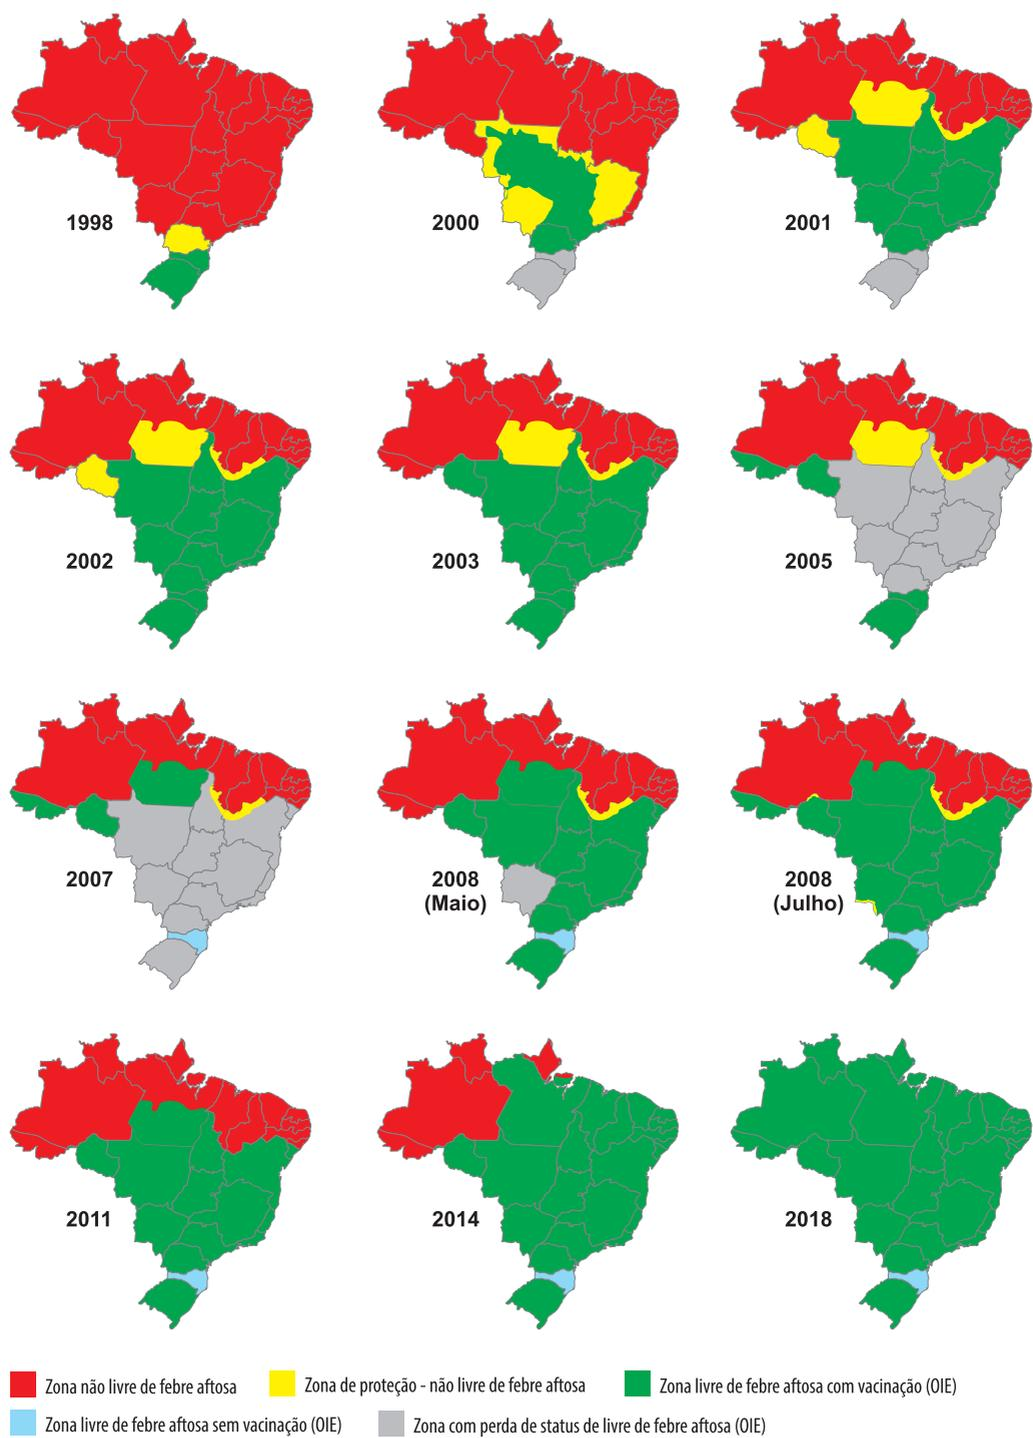 1998
2000
2001
2002
2003
2005
2007
2008
(Maio)
2008
(Julho)
2011
2014
2018
Zona não livre de febre aftosa
Zona de proteção - não livre de febre aftosa
Zona livre de febre aftosa com vacinação (OIE)
Zona livre de febre aftosa sem vacinação (OIE)
Zona com perda de status de livre de febre aftosa (OIE)